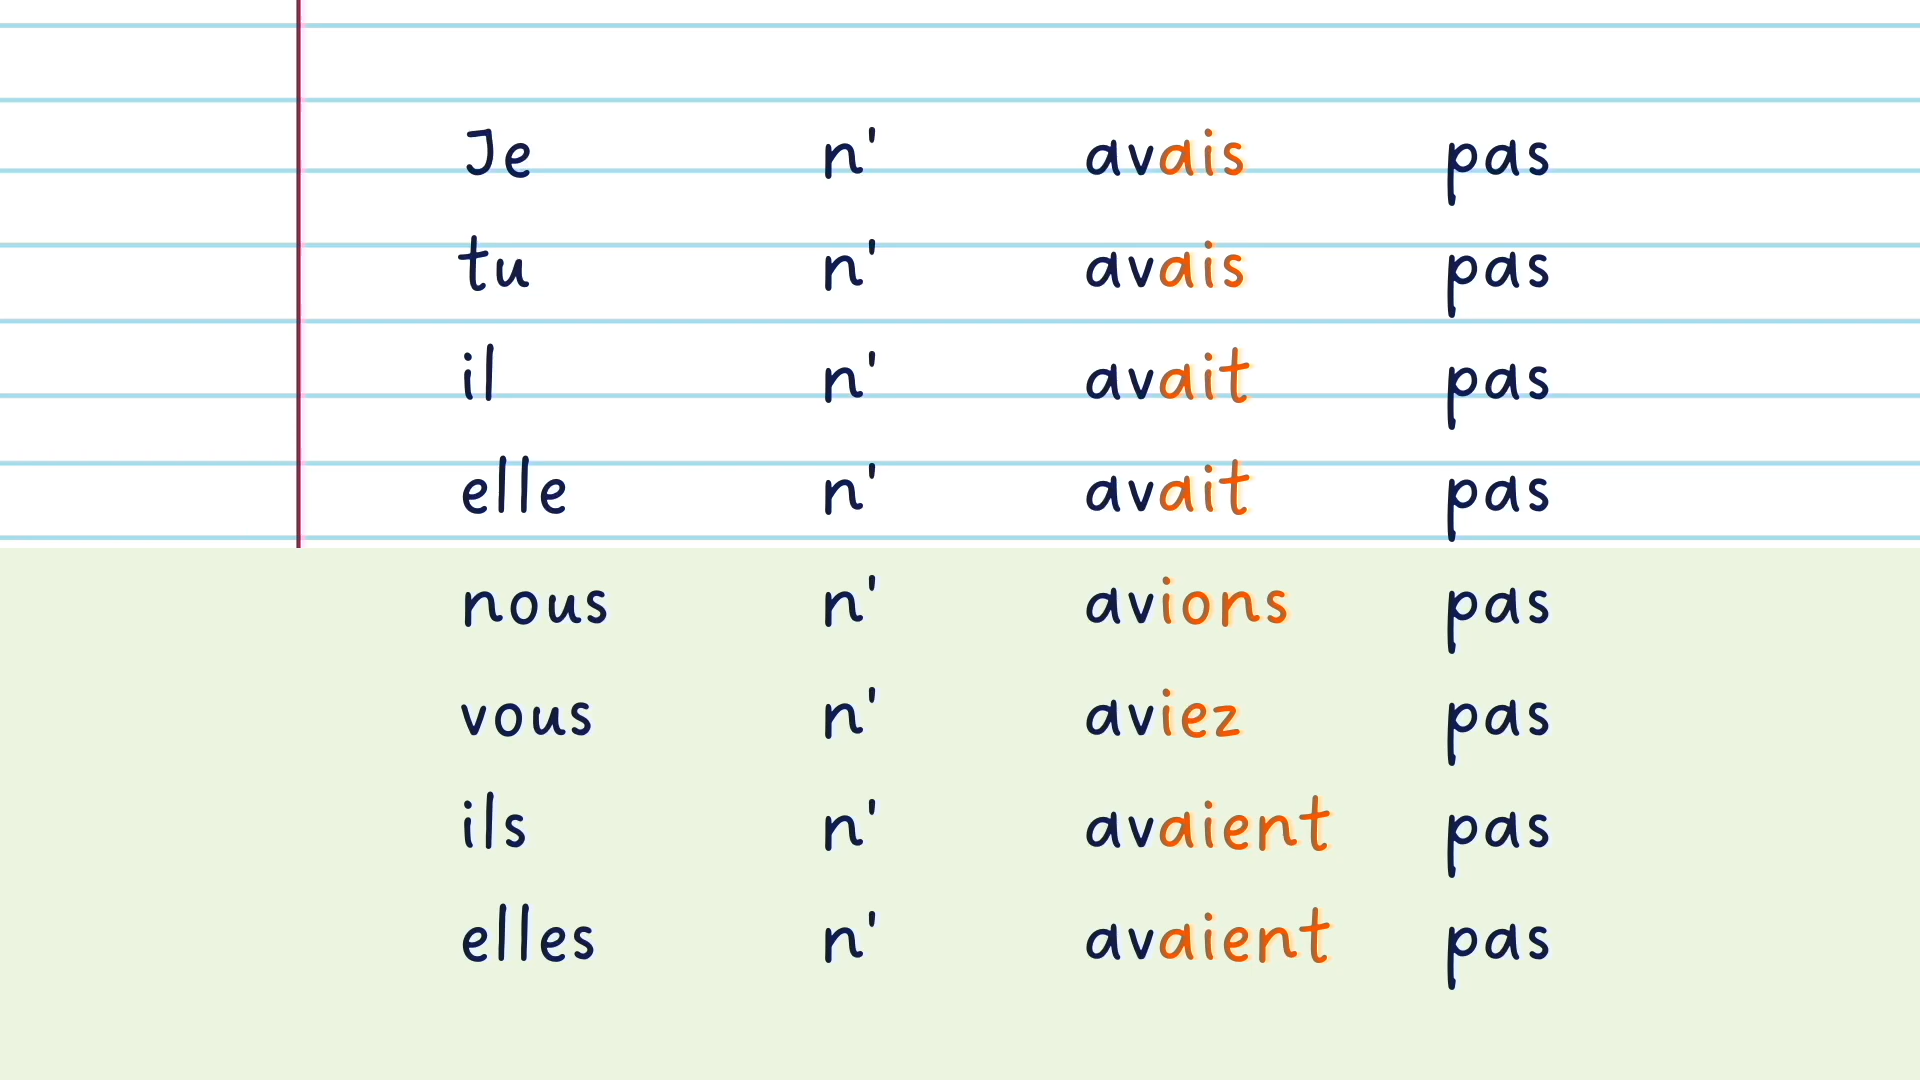 Je n' avais pas
tu n' avais pas
il n' avait pas
elle n' avait pas
nous n' avions pas
vous n' aviez pas
ils n' avaient pas
elles n' avaient pas